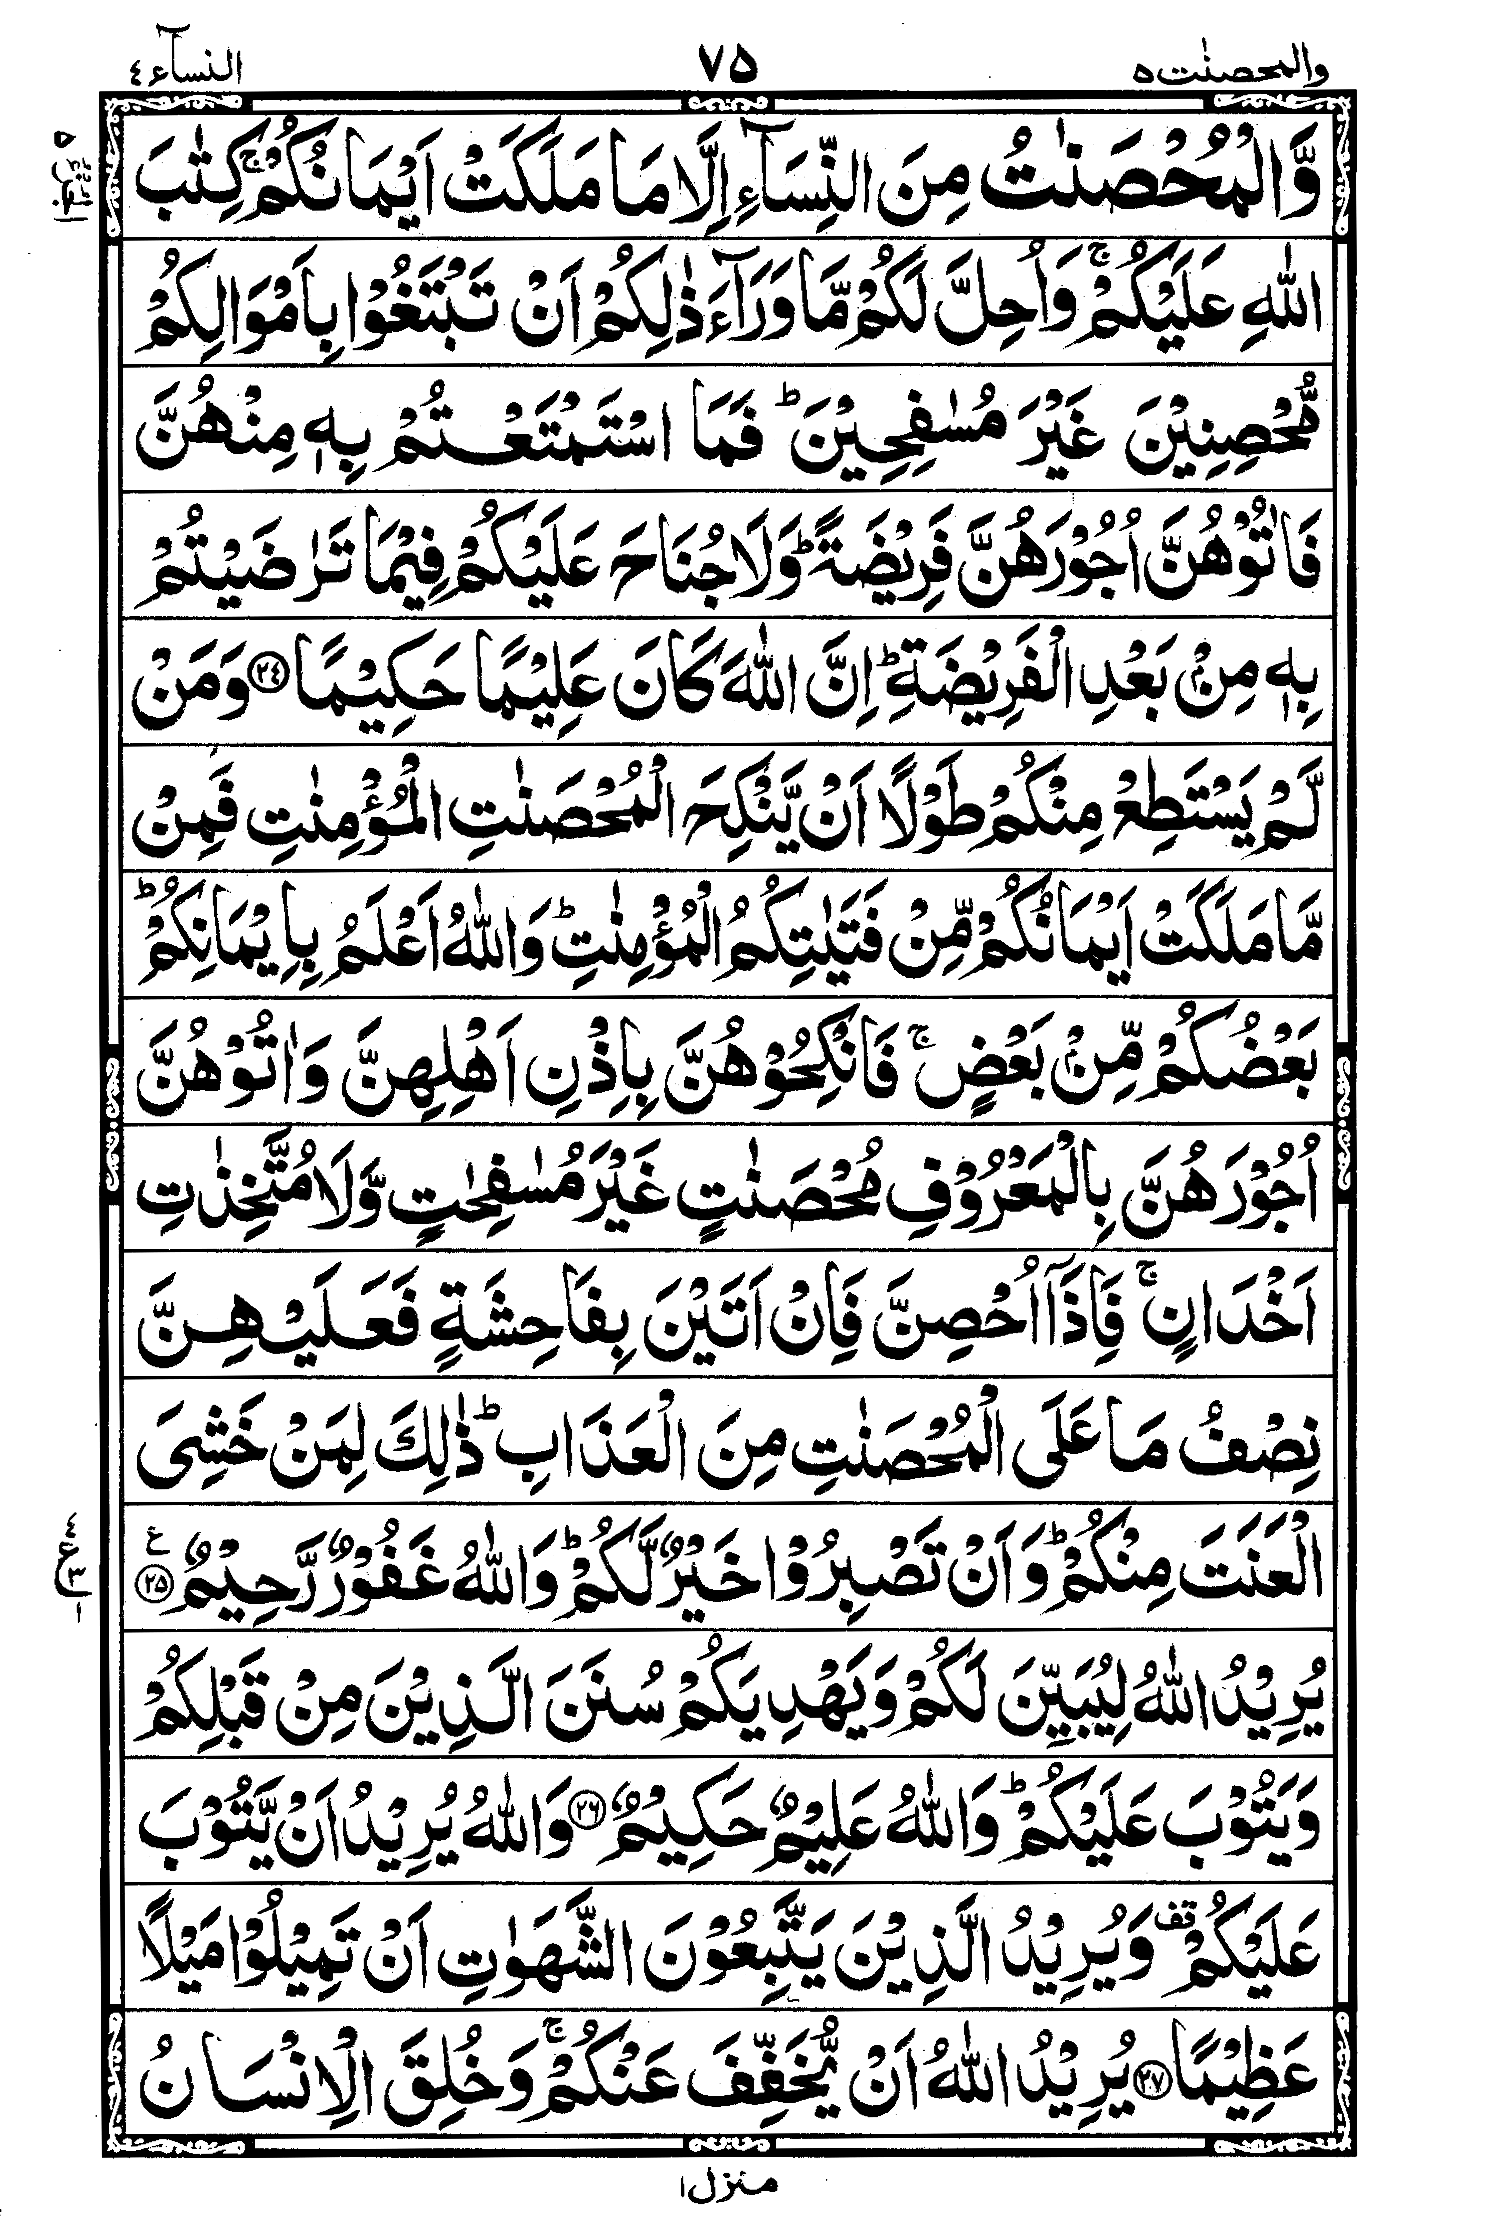 والمحصنٰت ٥
٧٥
النسآء ٤
الجزء ٥
وَّالْمُحْصَنٰتُ مِنَ النِّسَآءِ اِلَّا مَا مَلَكَتْ اَيْمَانُكُمْ ۚ كِتٰبَ
اللّٰهِ عَلَيْكُمْ ۚ وَاُحِلَّ لَكُمْ مَّا وَرَآءَ ذٰلِكُمْ اَنْ تَبْتَغُوْا بِاَمْوَالِكُمْ
مُّحْصِنِيْنَ غَيْرَ مُسٰفِحِيْنَ ؕ فَمَا اسْتَمْتَعْتُمْ بِهٖ مِنْهُنَّ
فَاٰتُوْهُنَّ اُجُوْرَهُنَّ فَرِيْضَةً ؕ وَلَا جُنَاحَ عَلَيْكُمْ فِيْمَا تَرٰضَيْتُمْ
بِهٖ مِنْۢ بَعْدِ الْفَرِيْضَةِ ؕ اِنَّ اللّٰهَ كَانَ عَلِيْمًا حَكِيْمًا ٢٤ وَمَنْ
لَّمْ يَسْتَطِعْ مِنْكُمْ طَوْلًا اَنْ يَّنْكِحَ الْمُحْصَنٰتِ الْمُؤْمِنٰتِ فَمِنْ
مَّا مَلَكَتْ اَيْمَانُكُمْ مِّنْ فَتَيٰتِكُمُ الْمُؤْمِنٰتِ ؕ وَاللّٰهُ اَعْلَمُ بِاِيْمَانِكُمْ ؕ
بَعْضُكُمْ مِّنْۢ بَعْضٍ ۚ فَانْكِحُوْهُنَّ بِاِذْنِ اَهْلِهِنَّ وَاٰتُوْهُنَّ
اُجُوْرَهُنَّ بِالْمَعْرُوْفِ مُحْصَنٰتٍ غَيْرَ مُسٰفِحٰتٍ وَّلَا مُتَّخِذٰتِ
اَخْدَانٍ ۚ فَاِذَآ اُحْصِنَّ فَاِنْ اَتَيْنَ بِفَاحِشَةٍ فَعَلَيْهِنَّ
نِصْفُ مَا عَلَى الْمُحْصَنٰتِ مِنَ الْعَذَابِ ؕ ذٰلِكَ لِمَنْ خَشِىَ
الْعَنَتَ مِنْكُمْ ؕ وَاَنْ تَصْبِرُوْا خَيْرٌ لَّكُمْ ؕ وَاللّٰهُ غَفُوْرٌ رَّحِيْمٌ ٢٥ ع
٤
ع
٣
١
يُرِيْدُ اللّٰهُ لِيُبَيِّنَ لَكُمْ وَيَهْدِيَكُمْ سُنَنَ الَّذِيْنَ مِنْ قَبْلِكُمْ
وَيَتُوْبَ عَلَيْكُمْ ؕ وَاللّٰهُ عَلِيْمٌ حَكِيْمٌ ٢٦ وَاللّٰهُ يُرِيْدُ اَنْ يَّتُوْبَ
عَلَيْكُمْ قف وَيُرِيْدُ الَّذِيْنَ يَتَّبِعُوْنَ الشَّهَوٰتِ اَنْ تَمِيْلُوْا مَيْلًا
عَظِيْمًا ٢٧ يُرِيْدُ اللّٰهُ اَنْ يُّخَفِّفَ عَنْكُمْ ۚ وَخُلِقَ الْاِنْسَانُ
منزل ١